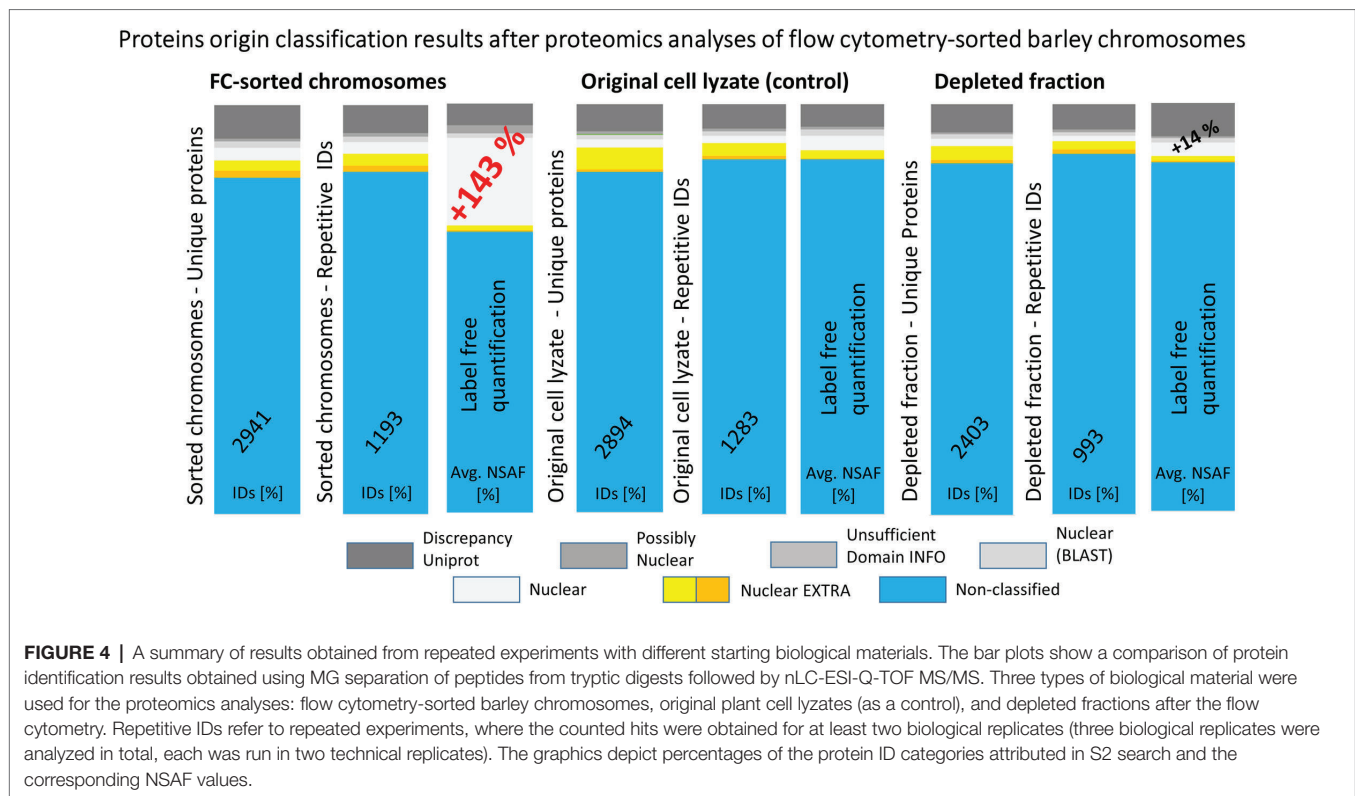 Proteins origin classification results after proteomics analyses of flow cytometry-sorted barley chromosomes
FC-sorted chromosomes
Original cell lyzate (control)
Depleted fraction
Sorted chromosomes - Unique proteins
2941
IDs [%]
Sorted chromosomes - Repetitive IDs
1193
IDs [%]
+143 %
Label free
quantification
Avg. NSAF
[%]
Original cell lyzate - Unique proteins
2894
IDs [%]
Original cell lyzate - Repetitive IDs
1283
IDs [%]
Label free
quantification
Avg. NSAF
[%]
Depleted fraction - Unique Proteins
2403
IDs [%]
Depleted fraction - Repetitive IDs
993
IDs [%]
+14 %
Label free
quantification
Avg. NSAF
[%]
Discrepancy
Uniprot
Possibly
Nuclear
Unsufficient
Domain INFO
Nuclear
(BLAST)
Nuclear
Nuclear EXTRA
Non-classified
FIGURE 4 | A summary of results obtained from repeated experiments with different starting biological materials. The bar plots show a comparison of protein
identification results obtained using MG separation of peptides from tryptic digests followed by nLC-ESI-Q-TOF MS/MS. Three types of biological material were
used for the proteomics analyses: flow cytometry-sorted barley chromosomes, original plant cell lyzates (as a control), and depleted fractions after the flow
cytometry. Repetitive IDs refer to repeated experiments, where the counted hits were obtained for at least two biological replicates (three biological replicates were
analyzed in total, each was run in two technical replicates). The graphics depict percentages of the protein ID categories attributed in S2 search and the
corresponding NSAF values.